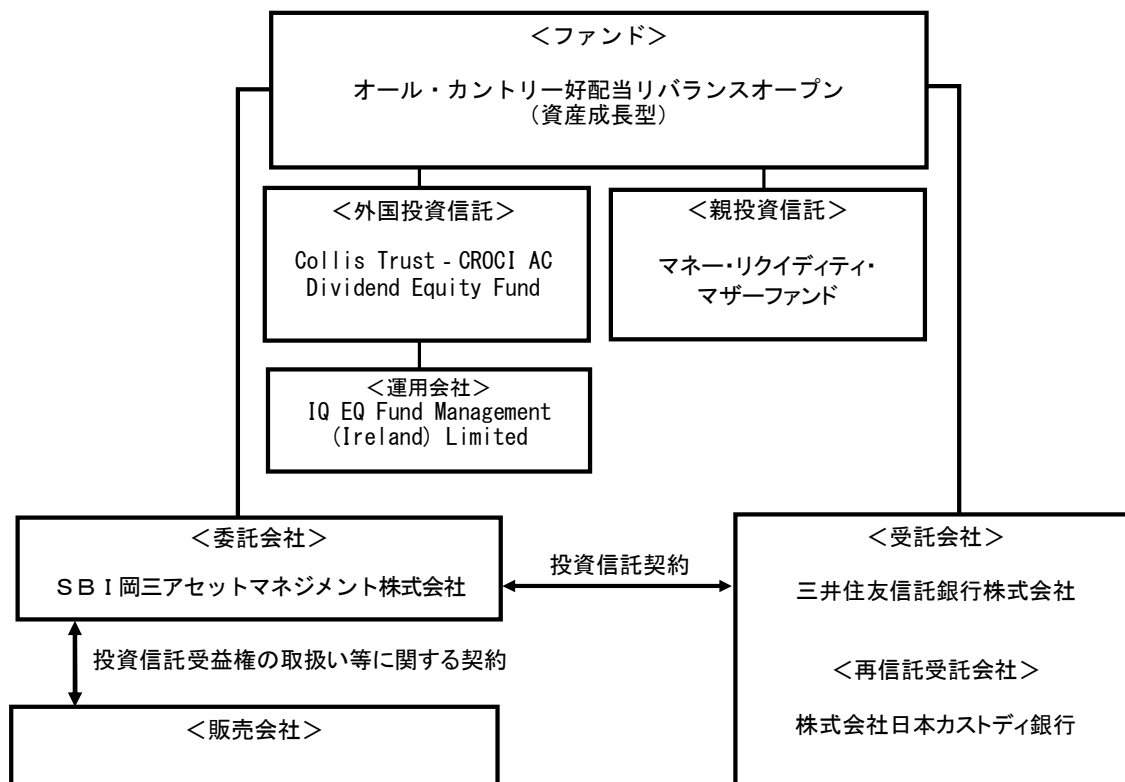 ＜ファンド＞
オール・カントリー好配当リバランスオープン
（資産成長型）
＜外国投資信託＞
Collis Trust - CROCI AC
Dividend Equity Fund
＜親投資信託＞
マネー・リクイディティ・
マザーファンド
＜運用会社＞
IQ EQ Fund Management
(Ireland) Limited
＜委託会社＞
ＳＢＩ岡三アセットマネジメント株式会社
投資信託契約
＜受託会社＞
三井住友信託銀行株式会社
＜再信託受託会社＞
株式会社日本カストディ銀行
投資信託受益権の取扱い等に関する契約
＜販売会社＞